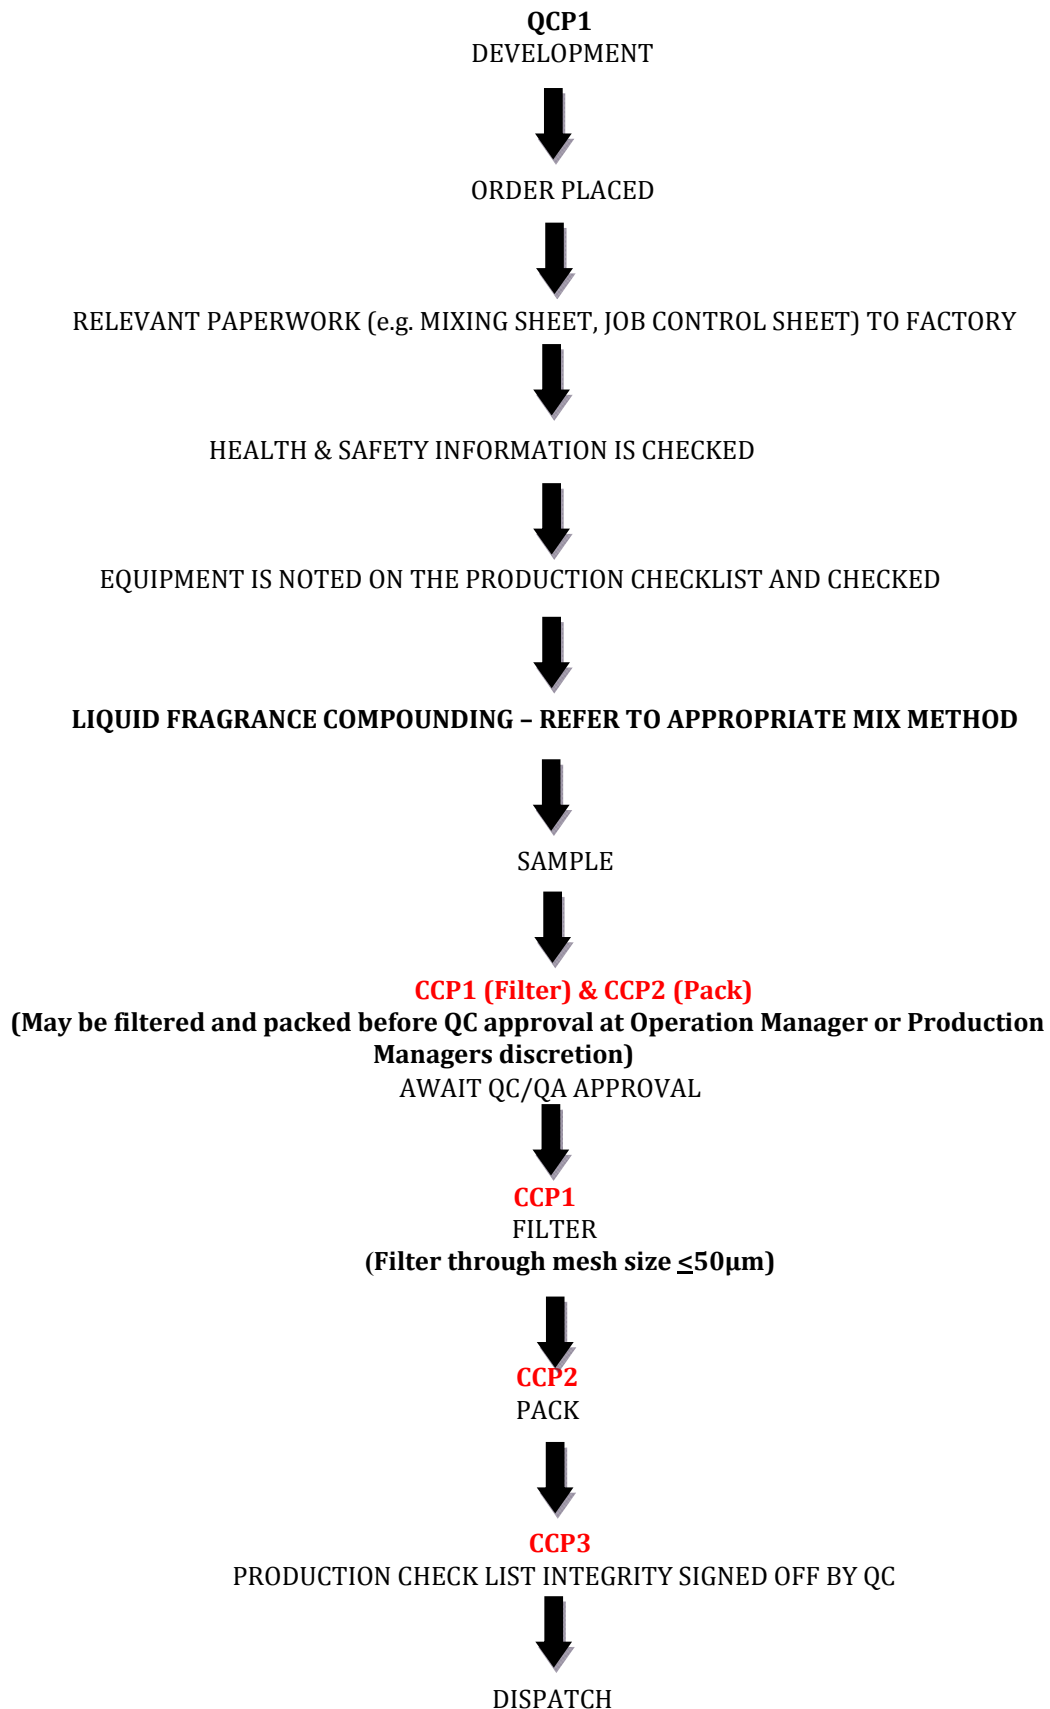 QCP1
DEVELOPMENT
ORDER PLACED
RELEVANT PAPERWORK (e.g. MIXING SHEET, JOB CONTROL SHEET) TO FACTORY
HEALTH & SAFETY INFORMATION IS CHECKED
EQUIPMENT IS NOTED ON THE PRODUCTION CHECKLIST AND CHECKED
LIQUID FRAGRANCE COMPOUNDING – REFER TO APPROPRIATE MIX METHOD
SAMPLE
CCP1 (Filter) & CCP2 (Pack)
(May be filtered and packed before QC approval at Operation Manager or Production
Managers discretion)
AWAIT QC/QA APPROVAL
CCP1
FILTER
(Filter through mesh size ≤50µm)
CCP2
PACK
CCP3
PRODUCTION CHECK LIST INTEGRITY SIGNED OFF BY QC
DISPATCH